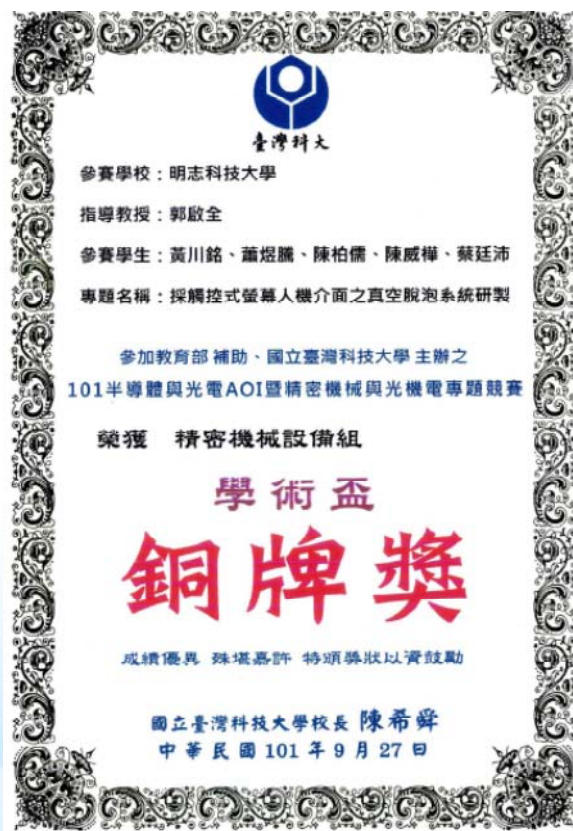 臺灣科大
參賽學校：明志科技大學
指導教授：郭啟全
參賽學生：黃川銘、蕭煜騰、陳柏儒、陳威樺、蔡廷沛
專題名稱：採觸控式螢幕人機介面之真空脫泡系統研製
參加教育部 補助、國立臺灣科技大學 主辦之
101半導體與光電AOI暨精密機械與光機電專題競賽
榮獲 精密機械設備組
學術盃
銅牌獎
成績優異 殊堪嘉許 特頒獎狀以資鼓勵
國立臺灣科技大學校長 陳希舜
中華民國101年9月27日